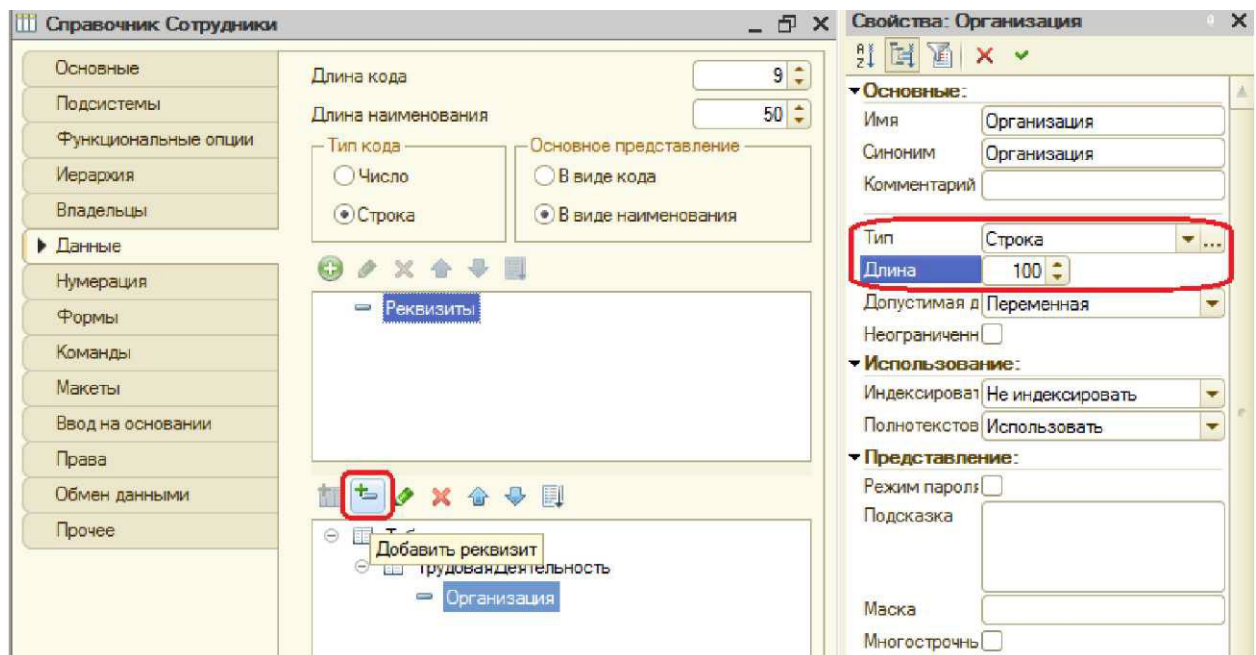 Справочник Сотрудники
Основные
Подсистемы
Функциональные опции
Иерархия
Владельцы
Данные
Нумерация
Формы
Команды
Макеты
Ввод на основании
Права
Обмен данными
Прочее
Длина кода 9
Длина наименования 50
Тип кода
Число
Строка
Основное представление
В виде кода
В виде наименования
Реквизиты
Добавить реквизит
ТрудоваяДеятельность
Организация
Свойства: Организация
Основные:
Имя Организация
Синоним Организация
Комментарий
Тип Строка ...
Длина 100
Допустимая д Переменная
Неограниченн
Использование:
Индексироват Не индексировать
Полнотекстов Использовать
Представление:
Режим пароля
Подсказка
Маска
Многострочнь